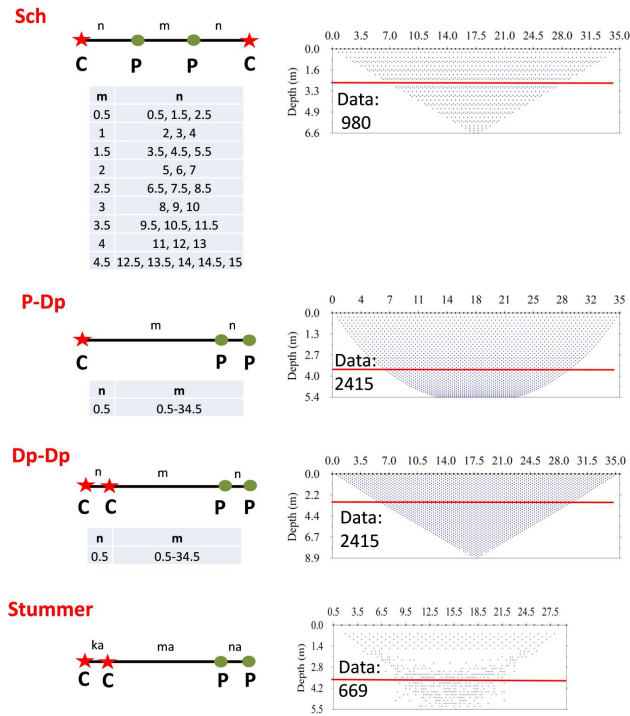 Sch
n m n
C P P C
m n
0.5 0.5, 1.5, 2.5
1 2, 3, 4
1.5 3.5, 4.5, 5.5
2 5, 6, 7
2.5 6.5, 7.5, 8.5
3 8, 9, 10
3.5 9.5, 10.5, 11.5
4 11, 12, 13
4.5 12.5, 13.5, 14, 14.5, 15
0.0 3.5 7.0 10.5 14.0 17.5 21.0 24.5 28.0 31.5 35.0
Depth (m)
0.0
1.6
3.3
4.9
6.6
Data:
980
P-Dp
m n
C P P
n m
0.5 0.5-34.5
0 4 7 11 14 18 21 25 28 32 35
Depth (m)
0.0
1.3
2.7
4.0
5.4
Data:
2415
Dp-Dp
n m n
C C P P
n m
0.5 0.5-34.5
0.0 3.5 7.0 10.5 14.0 17.5 21.0 24.5 28.0 31.5 35.0
Depth (m)
0.0
2.2
4.4
6.7
8.9
Data:
2415
Stummer
ka ma na
C C P P
0.5 3.5 6.5 9.5 12.5 15.5 18.5 21.5 24.5 27.5
Depth (m)
0.0
1.4
2.8
4.2
5.5
Data:
669